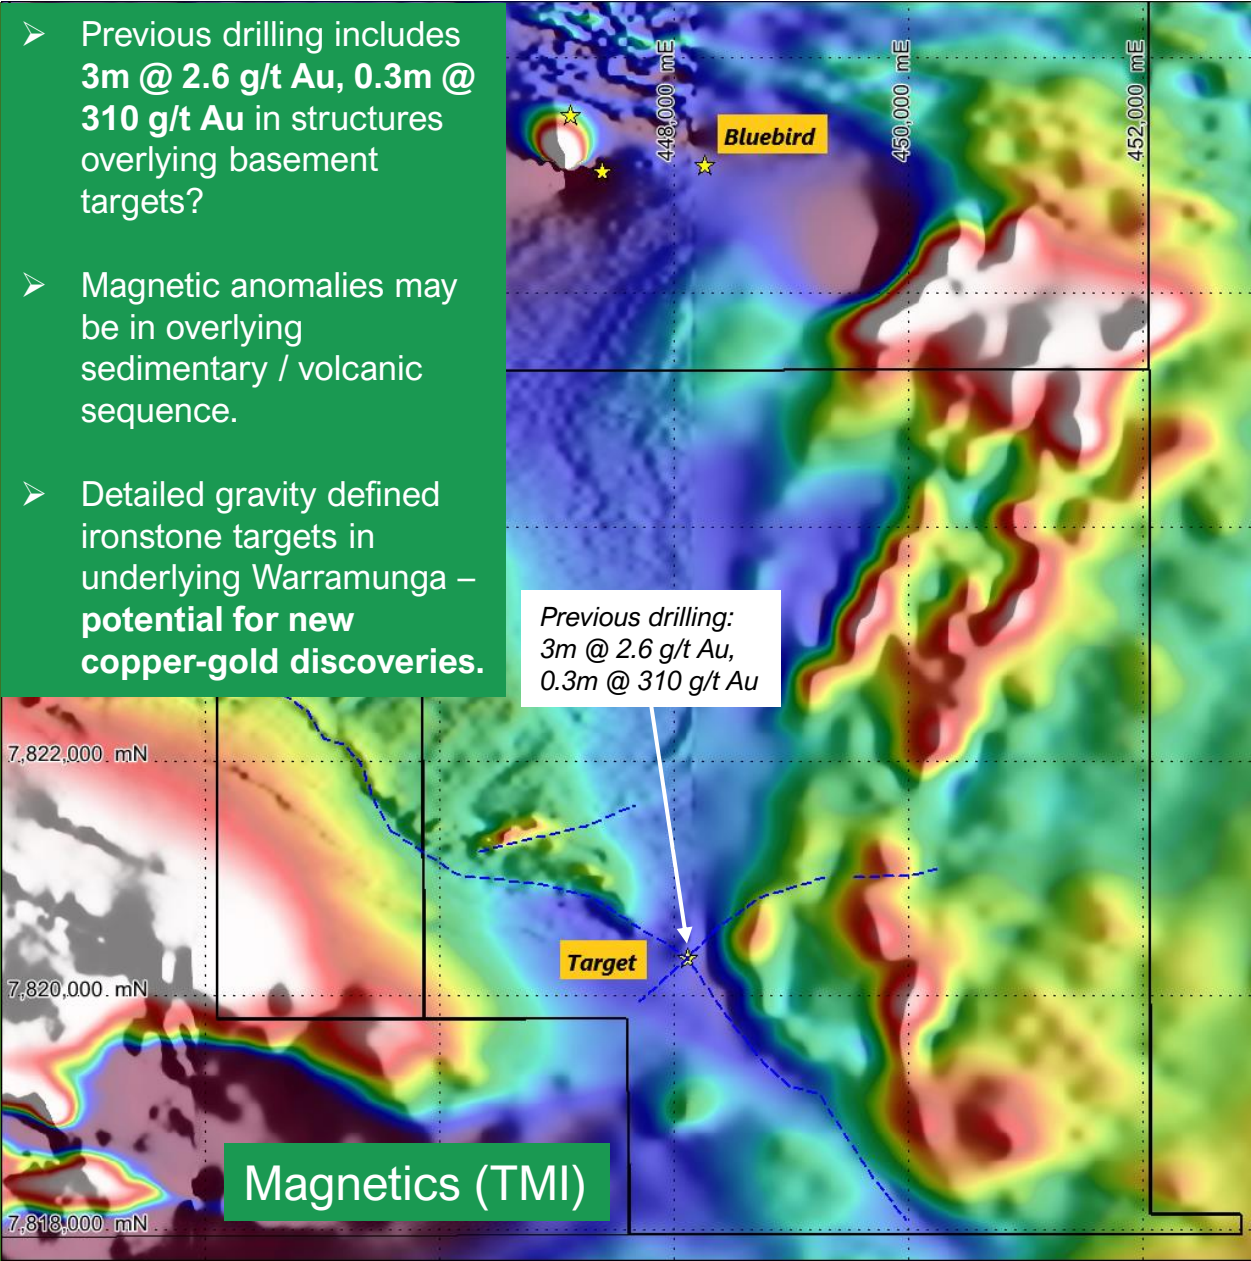 ➢ Previous drilling includes
3m @ 2.6 g/t Au, 0.3m @
310 g/t Au in structures
overlying basement
targets?
➢ Magnetic anomalies may
be in overlying
sedimentary / volcanic
sequence.
➢ Detailed gravity defined
ironstone targets in
underlying Warramunga –
potential for new
copper-gold discoveries.
448,000 mE
450,000 mE
452,000 mE
Bluebird
Previous drilling:
3m @ 2.6 g/t Au,
0.3m @ 310 g/t Au
7,822,000 mN
Target
7,820,000 mN
Magnetics (TMI)
7,818,000 mN